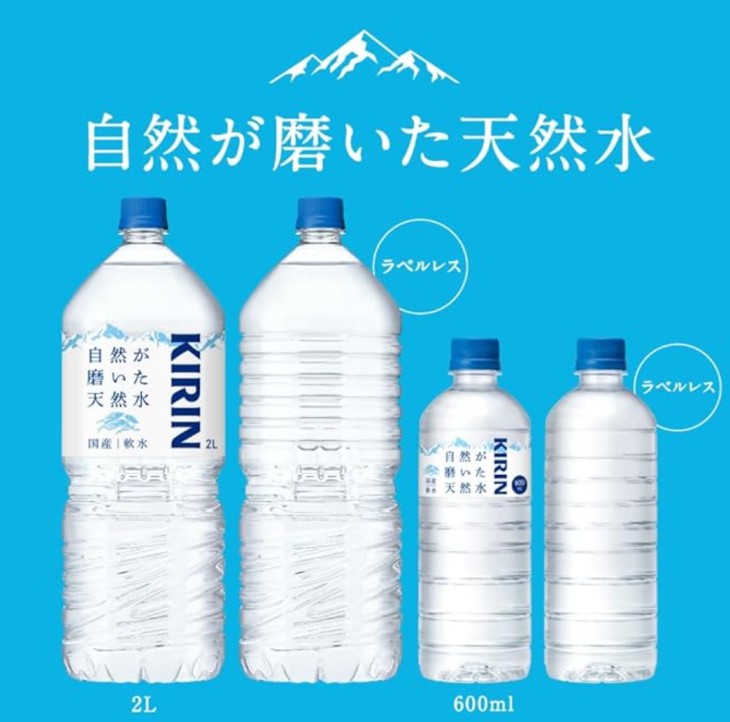 自然が磨いた天然水
ラベルレス
自然が
磨いた
天然水
国産|軟水
KIRIN
2L
ラベルレス
自然が
磨いた
天然水
国産
軟水
KIRIN
600
2L
600ml